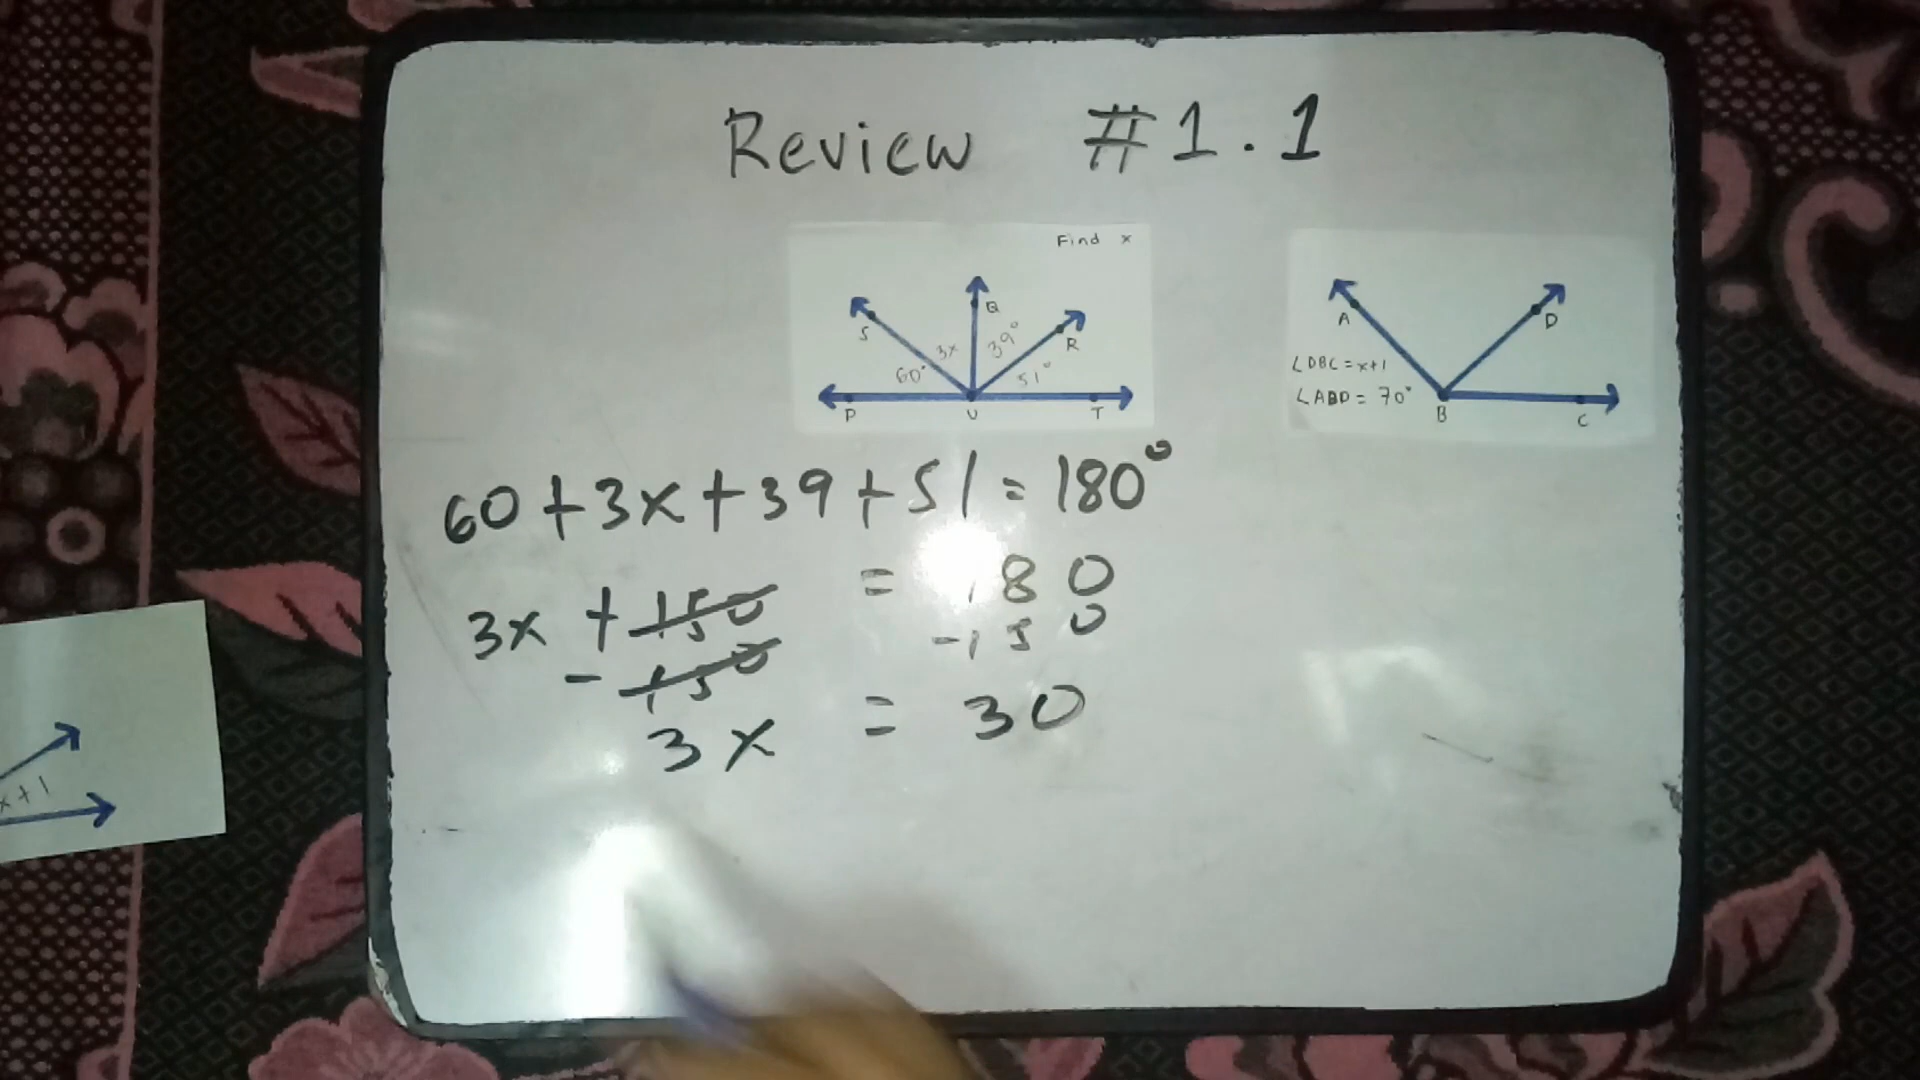 Review #1.1
Find x
S
Q
R
3x
39°
60°
51°
P
U
T
A
D
∠DBC = x+1
∠ABD = 70°
B
C
60 + 3x + 39 + 51 = 180°
3x + 150 = 180
- 150 -150
3x = 30
x+1